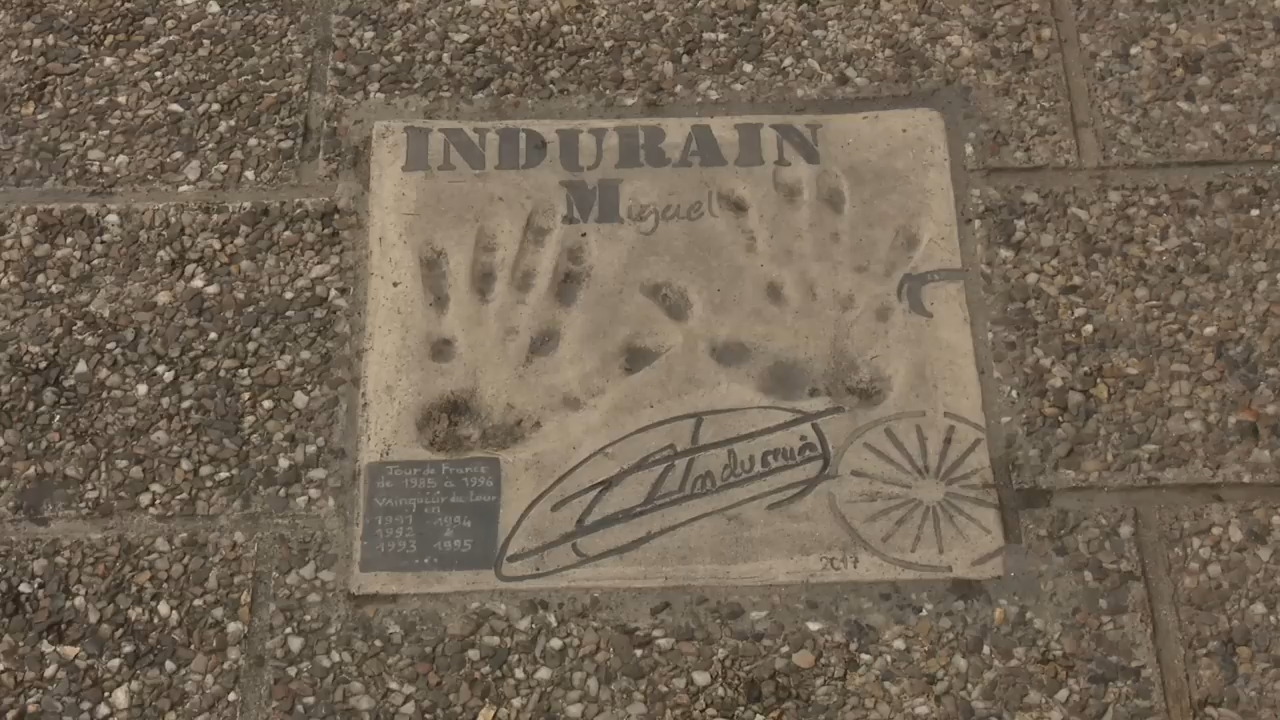 INDURAIN
Miguel
Tour de France
de 1985 à 1996
Vainqueur du tour
en
1991 1994
1992 &
1993 1995
Indurain
2017